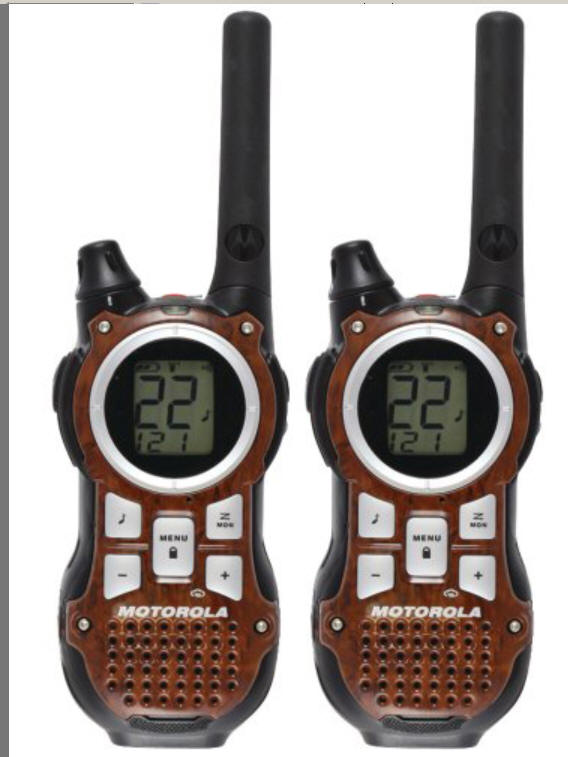 22
121
MON
MENU
- +
MOTOROLA
22
121
MON
MENU
- +
MOTOROLA